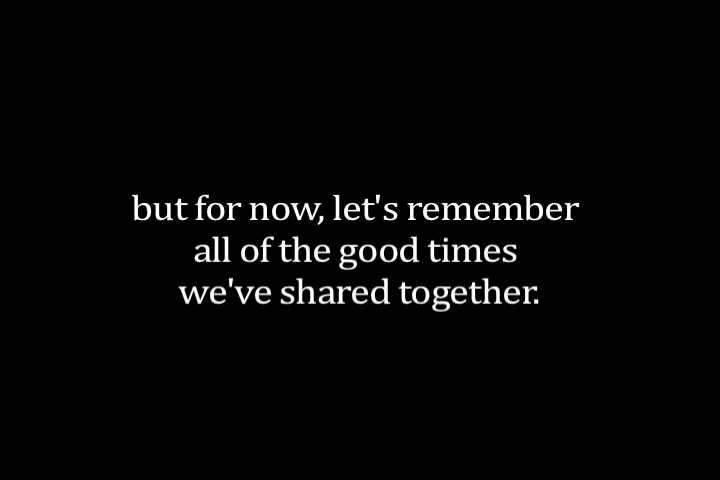 but for now, let's remember
all of the good times
we've shared together.